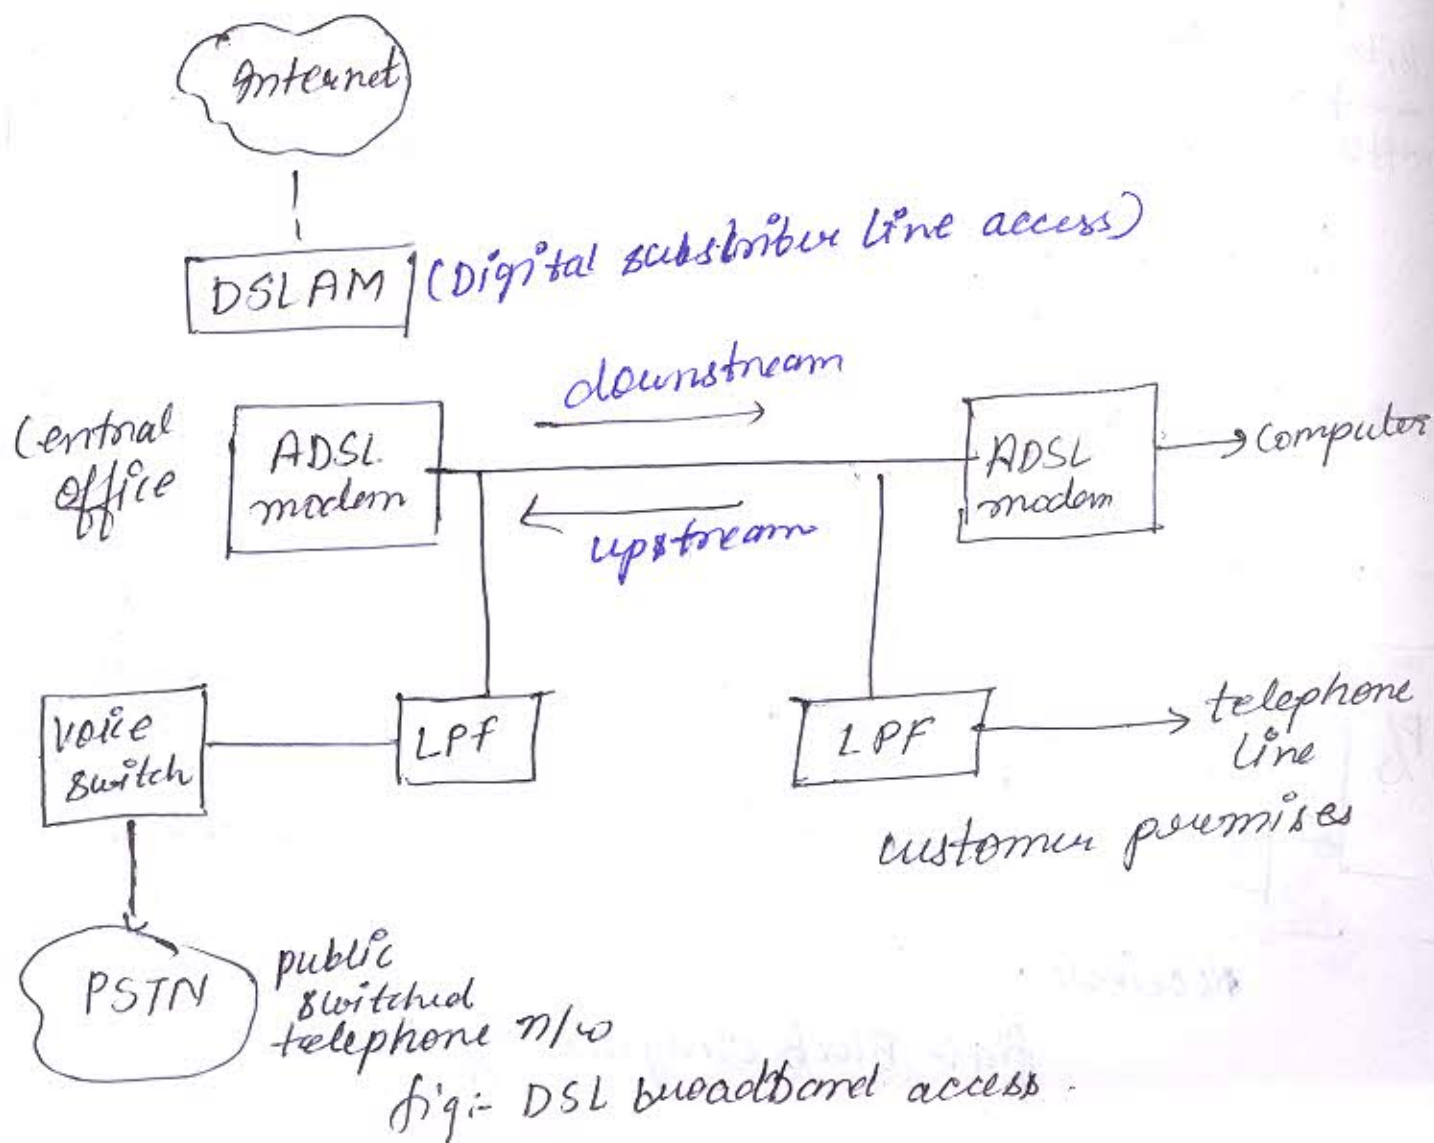 Internet
DSLAM
(Digital subscriber line access)
downstream
Central
office
ADSL
modem
ADSL
modem
computer
upstream
Voice
switch
LPF
LPF
telephone
line
customer premises
PSTN
public
switched
telephone n/w
fig:- DSL broadband access.